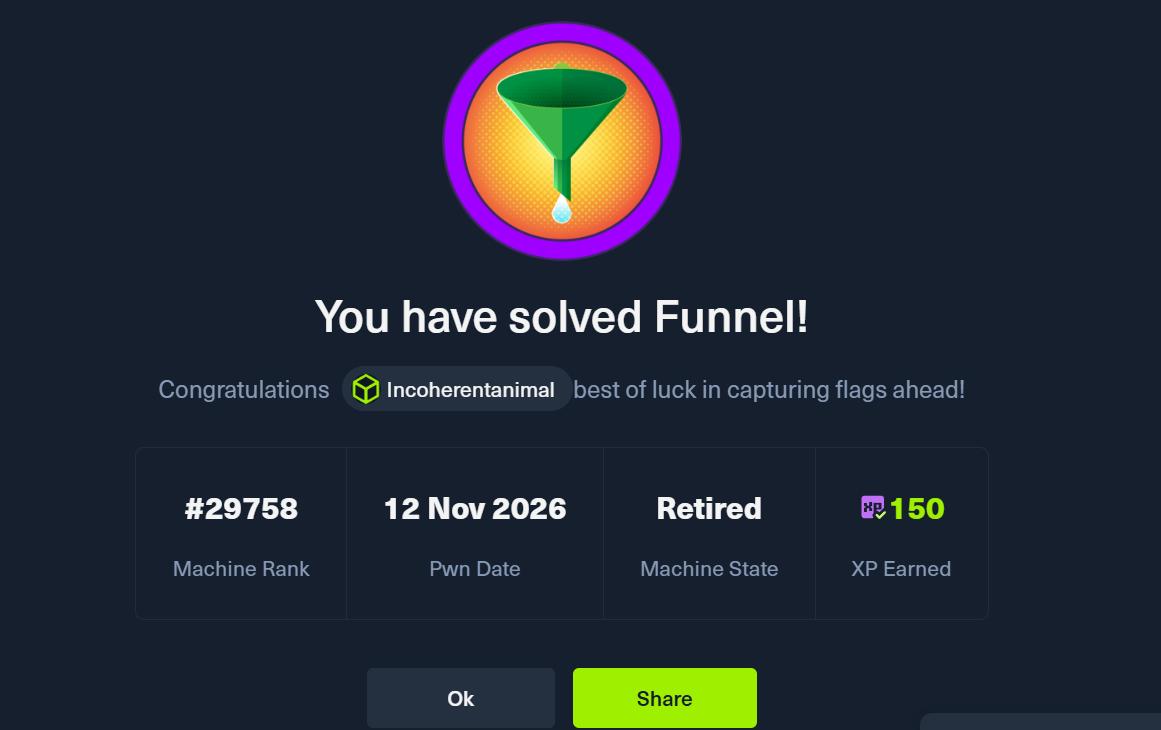 You have solved Funnel!
Congratulations Incoherentanimal best of luck in capturing flags ahead!
#29758 12 Nov 2026 Retired XP 150
Machine Rank Pwn Date Machine State XP Earned
Ok Share